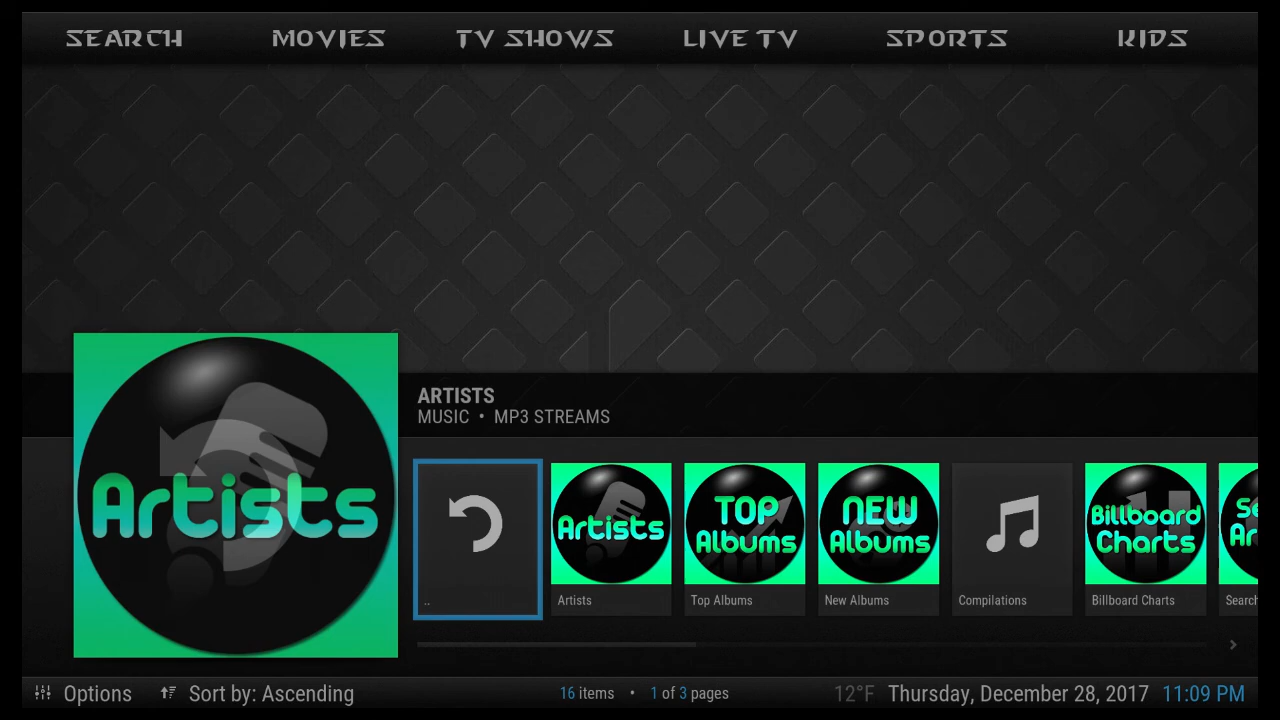 SEARCH MOVIES TV SHOWS LIVE TV SPORTS KIDS
ARTISTS
MUSIC • MP3 STREAMS
Artists
Artists
TOP
Albums
NEW
Albums
Billboard
Charts
.. Artists Top Albums New Albums Compilations Billboard Charts Search
Options Sort by: Ascending 16 items • 1 of 3 pages 12°F Thursday, December 28, 2017 11:09 PM